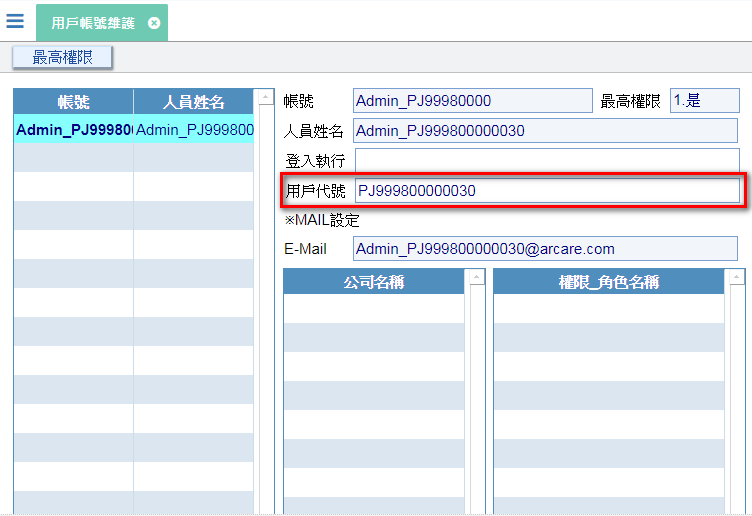 用戶帳號維護
最高權限
帳號 人員姓名
Admin_PJ99980 Admin_PJ999800
帳號 Admin_PJ99980000 最高權限 1.是
人員姓名 Admin_PJ999800000030
登入執行
用戶代號 PJ999800000030
※MAIL設定
E-Mail Admin_PJ999800000030@arcare.com
公司名稱 權限_角色名稱